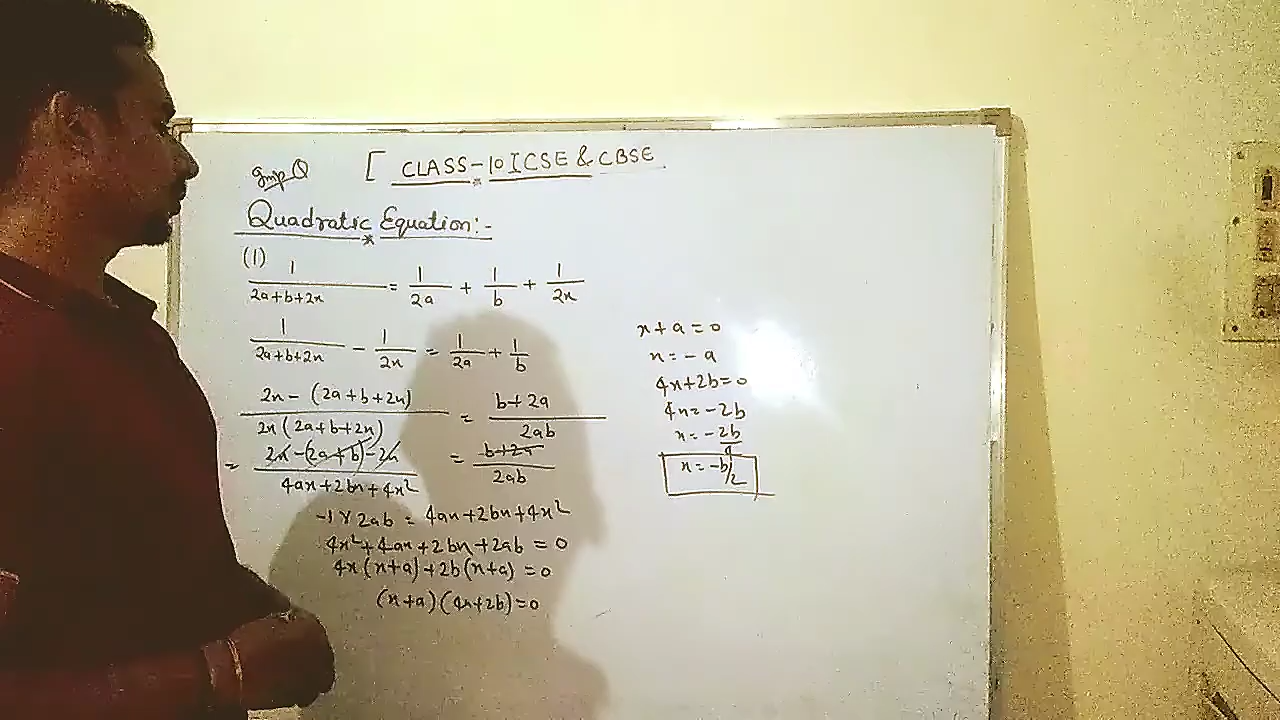 Imp Q [ CLASS-10 ICSE & CBSE
Quadratic Equation:-
(1)
1/(2a+b+2x) = 1/2a + 1/b + 1/2x
1/(2a+b+2x) - 1/2x = 1/2a + 1/b
(2x-(2a+b+2x))/(2x(2a+b+2x)) = (b+2a)/2ab
= (2x-(2a+b)-2x)/(4ax+2bx+4x²) = (b+2a)/2ab
-1×2ab = 4ax+2bx+4x²
4x²+4ax+2bx+2ab = 0
4x(x+a)+2b(x+a) = 0
(x+a)(4x+2b)=0
x+a=0
x=-a
4x+2b=0
4x=-2b
x=-2b/4
x=-b/2